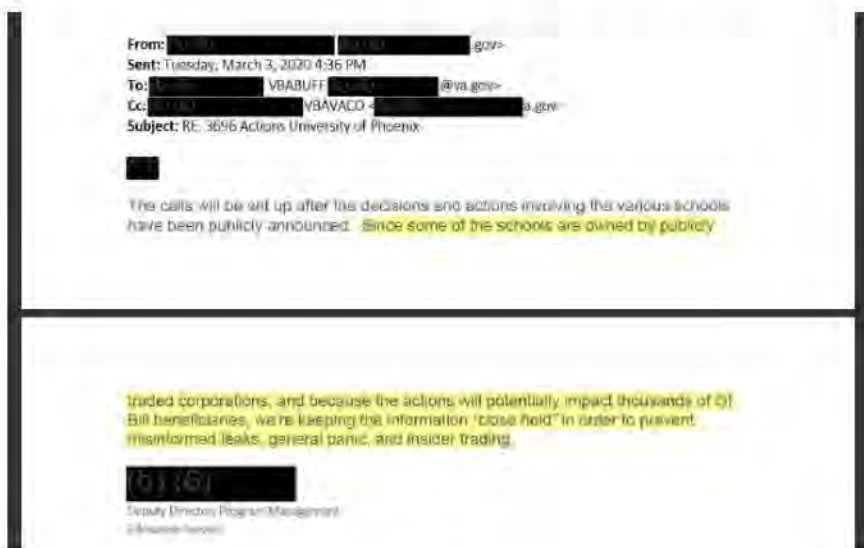 From: .gov>
Sent: Tuesday, March 3, 2020 4:36 PM
To: VBABUFF @va.gov>
Cc: VBAVACO < a.gov>
Subject: RE: 3696 Actions University of Phoenix
The calls will be set up after the decisions and actions involving the various schools
have been publicly announced. Since some of the schools are owned by publicly
traded corporations, and because the actions will potentially impact thousands of GI
Bill beneficiaries, we're keeping the information "close hold" in order to prevent
misinformed leaks, general panic, and insider trading.
(b) (6)
Deputy Director Program Management
Education Service